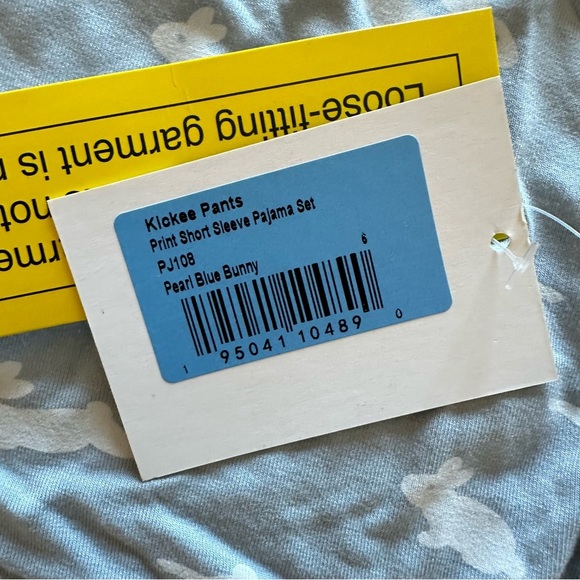 Kickee Pants
Print Short Sleeve Pajama Set
PJ108
Pearl Blue Bunny
6
1 95041 10489 0
not
Loose-fitting garment is